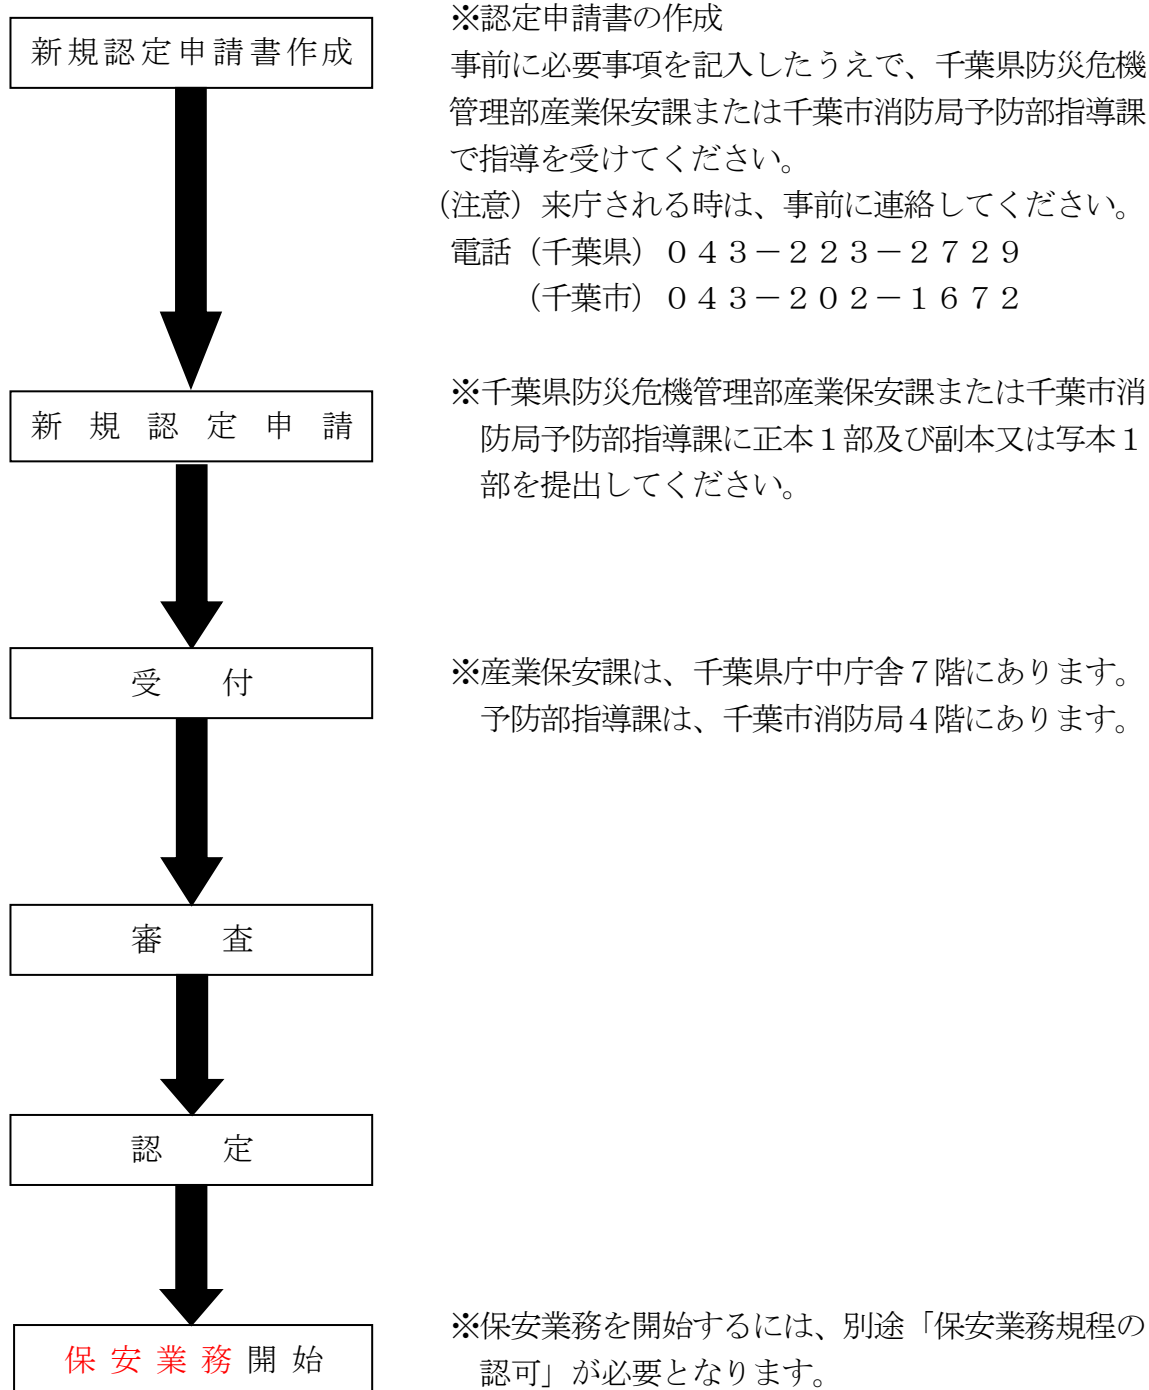 新規認定申請書作成
※認定申請書の作成
事前に必要事項を記入したうえで、千葉県防災危機
管理部産業保安課または千葉市消防局予防部指導課
で指導を受けてください。
（注意）来庁される時は、事前に連絡してください。
電話（千葉県）０４３－２２３－２７２９
（千葉市）０４３－２０２－１６７２
新規認定申請
※千葉県防災危機管理部産業保安課または千葉市消
防局予防部指導課に正本１部及び副本又は写本１
部を提出してください。
受付
※産業保安課は、千葉県庁中庁舎７階にあります。
予防部指導課は、千葉市消防局４階にあります。
審査
認定
保安業務開始
※保安業務を開始するには、別途「保安業務規程の
認可」が必要となります。